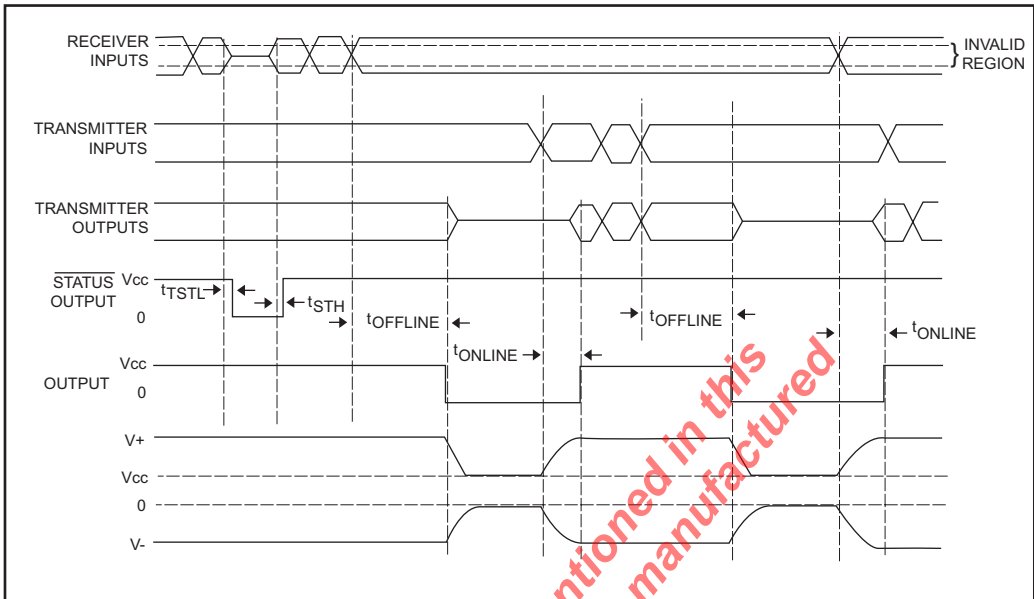 RECEIVER
INPUTS
} INVALID
REGION
TRANSMITTER
INPUTS
TRANSMITTER
OUTPUTS
STATUS
OUTPUT
Vcc
0
tTSTL
tSTH
tOFFLINE
tOFFLINE
tONLINE
tONLINE
OUTPUT
Vcc
0
V+
Vcc
0
V-
in this
manufactured